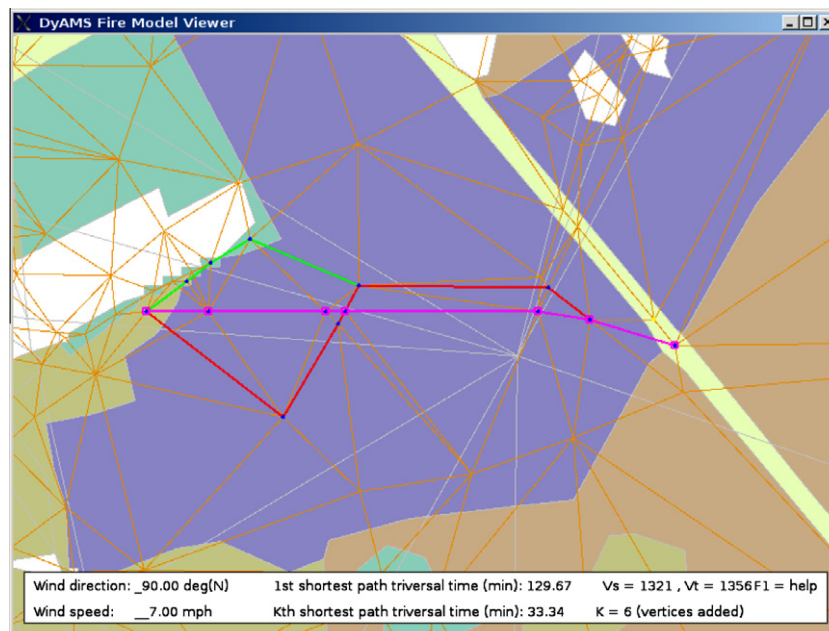 DyAMS Fire Model Viewer
Wind direction: _90.00 deg(N) 1st shortest path triversal time (min): 129.67 Vs = 1321 , Vt = 1356F1 = help
Wind speed: __7.00 mph Kth shortest path triversal time (min): 33.34 K = 6 (vertices added)